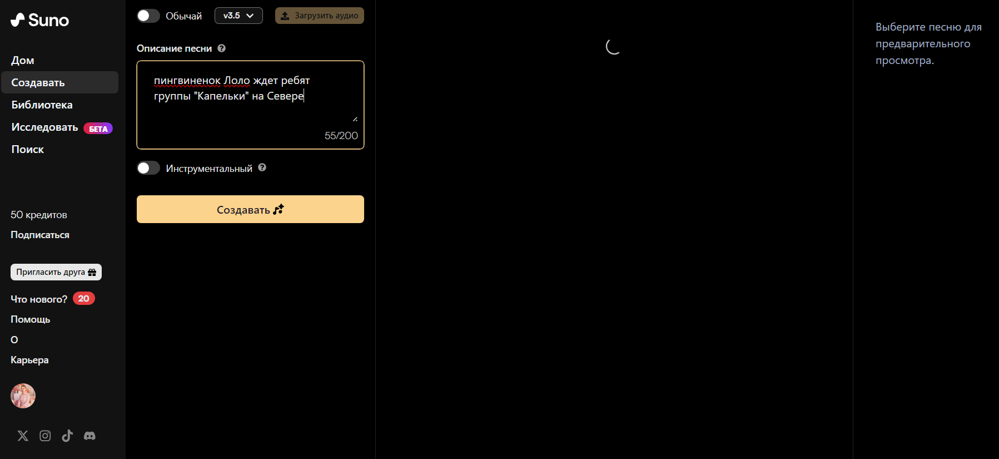 Suno
Дом
Создавать
Библиотека
Исследовать БЕТА
Поиск
50 кредитов
Подписаться
Пригласить друга
Что нового? 20
Помощь
О
Карьера
Обычай v3.5 Загрузить аудио
Описание песни ?
пингвиненок Лоло ждет ребят
группы "Капельки" на Севере
55/200
Инструментальный ?
Создавать
Выберите песню для
предварительного
просмотра.